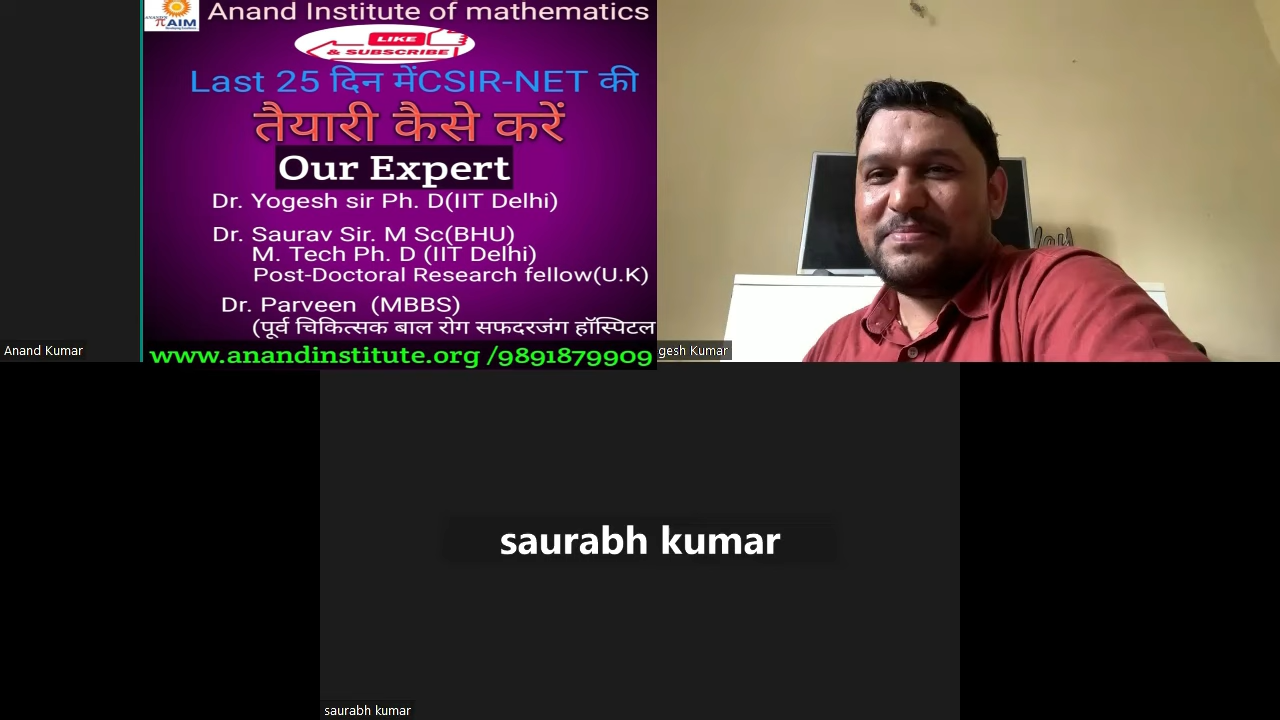 Anand Institute of mathematics
πAIM
LIKE
& SUBSCRIBE
Last 25 दिन मेंCSIR-NET की
तैयारी कैसे करें
Our Expert
Dr. Yogesh sir Ph. D(IIT Delhi)
Dr. Saurav Sir. M Sc(BHU)
M. Tech Ph. D (IIT Delhi)
Post-Doctoral Research fellow(U.K)
Dr. Parveen (MBBS)
(पूर्व चिकित्सक बाल रोग सफदरजंग हॉस्पिटल
www.anandinstitute.org /9891879909
Anand Kumar
gesh Kumar
saurabh kumar
saurabh kumar